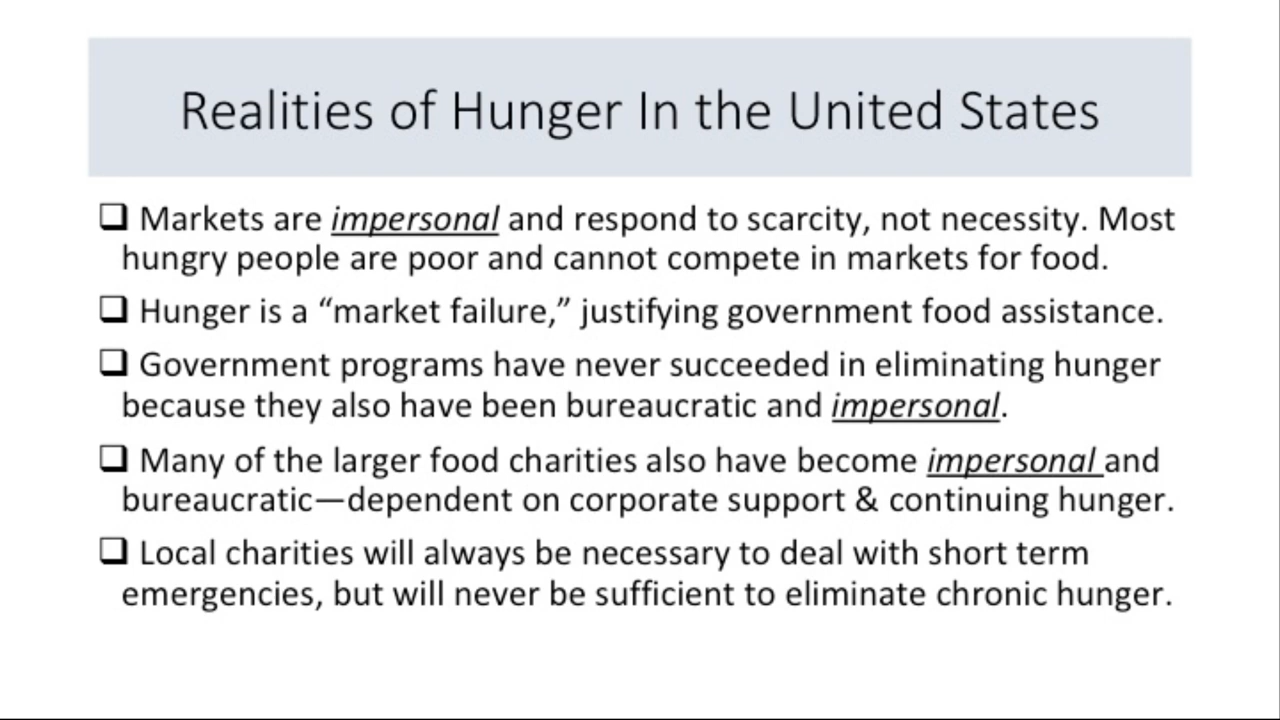 Realities of Hunger In the United States
❑ Markets are impersonal and respond to scarcity, not necessity. Most
hungry people are poor and cannot compete in markets for food.
❑ Hunger is a “market failure,” justifying government food assistance.
❑ Government programs have never succeeded in eliminating hunger
because they also have been bureaucratic and impersonal.
❑ Many of the larger food charities also have become impersonal and
bureaucratic—dependent on corporate support & continuing hunger.
❑ Local charities will always be necessary to deal with short term
emergencies, but will never be sufficient to eliminate chronic hunger.